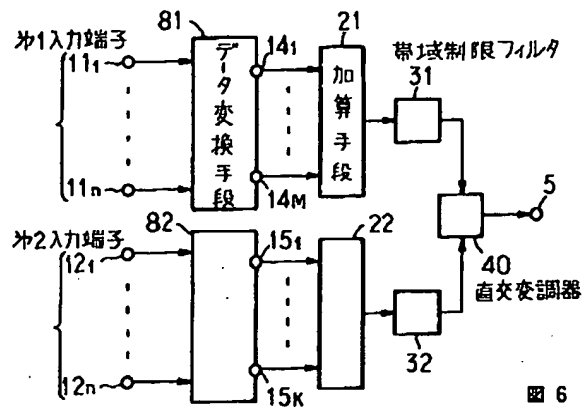 81
21
第1入力端子
帯域制限フィルタ
11₁
データ変換手段
14₁
加算手段
31
11n
14M
5
第2入力端子
82
15₁
22
40
直交変調器
12₁
12n
15K
32
図 6